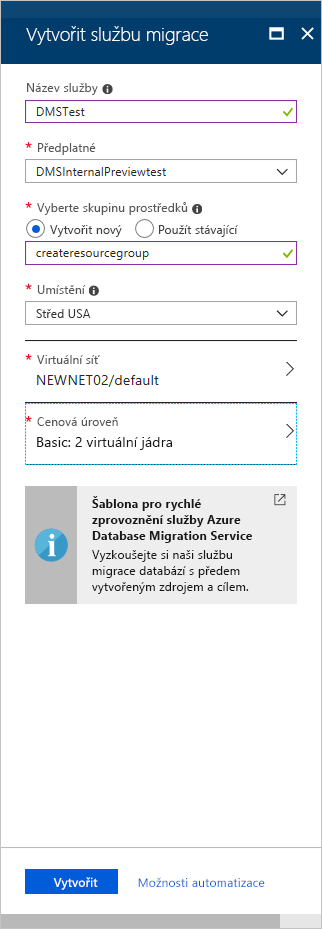 Vytvořit službu migrace
Název služby
DMSTest
* Předplatné
DMSInternalPreviewtest
* Vyberte skupinu prostředků
Vytvořit nový Použít stávající
createresourcegroup
* Umístění
Střed USA
* Virtuální síť
NEWNET02/default
* Cenová úroveň
Basic: 2 virtuální jádra
Šablona pro rychlé
zprovoznění služby Azure
Database Migration Service
Vyzkoušejte si naši službu
migrace databází s předem
vytvořeným zdrojem a cílem.
Vytvořit Možnosti automatizace